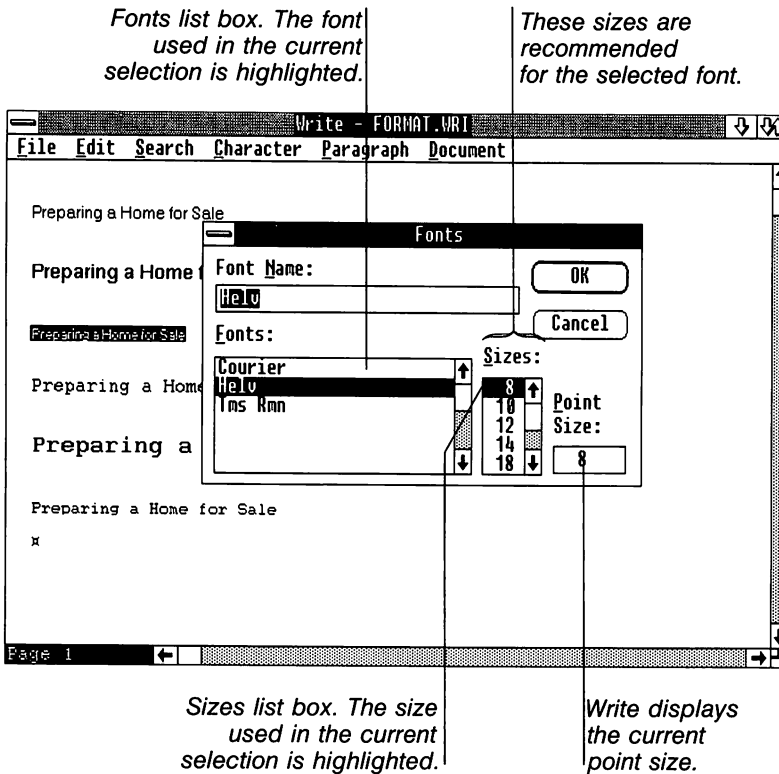 Fonts list box. The font
used in the current
selection is highlighted.
These sizes are
recommended
for the selected font.
Write - FORMAT.WRI
File Edit Search Character Paragraph Document
Preparing a Home for Sale
Preparing a Home f
Preparing a Home for Sale
Preparing a Home
Preparing a
Preparing a Home for Sale
¤
Fonts
Font Name:
Helv
OK
Cancel
Fonts:
Courier
Helv
Tms Rmn
Sizes:
8
10
12
14
18
Point
Size:
8
Page 1
Sizes list box. The size
used in the current
selection is highlighted.
Write displays
the current
point size.